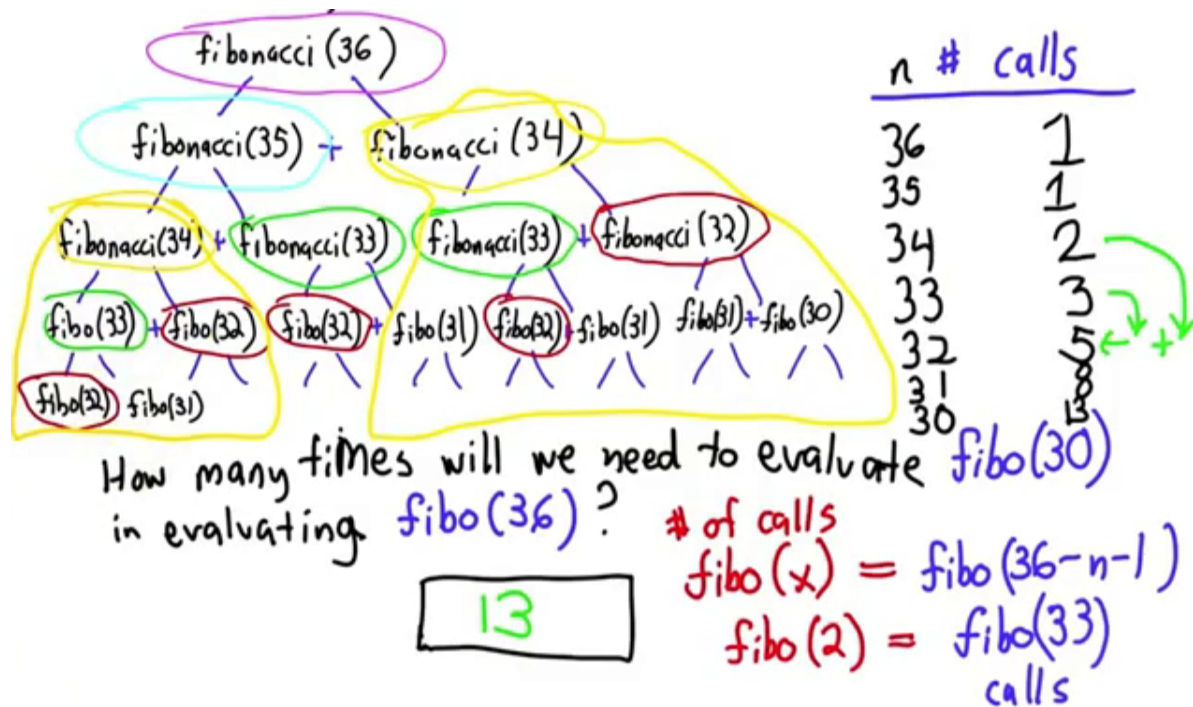 fibonacci (36)
fibonacci(35) + fibonacci (34)
fibonacci(34) + fibonacci(33) fibonacci(33) + fibonacci (32)
fibo(33) + fibo(32) fibo(32) + fibo(31) fibo(32) + fibo(31) fibo(31) + fibo(30)
fibo(32) fibo(31)
n # calls
36 1
35 1
34 2
33 3
32 5 ← +
31 8
30 13
How many times will we need to evaluate fibo(30)
in evaluating fibo(36)?
13
# of calls
fibo(x) = fibo(36-n-1)
fibo(2) = fibo(33)
calls